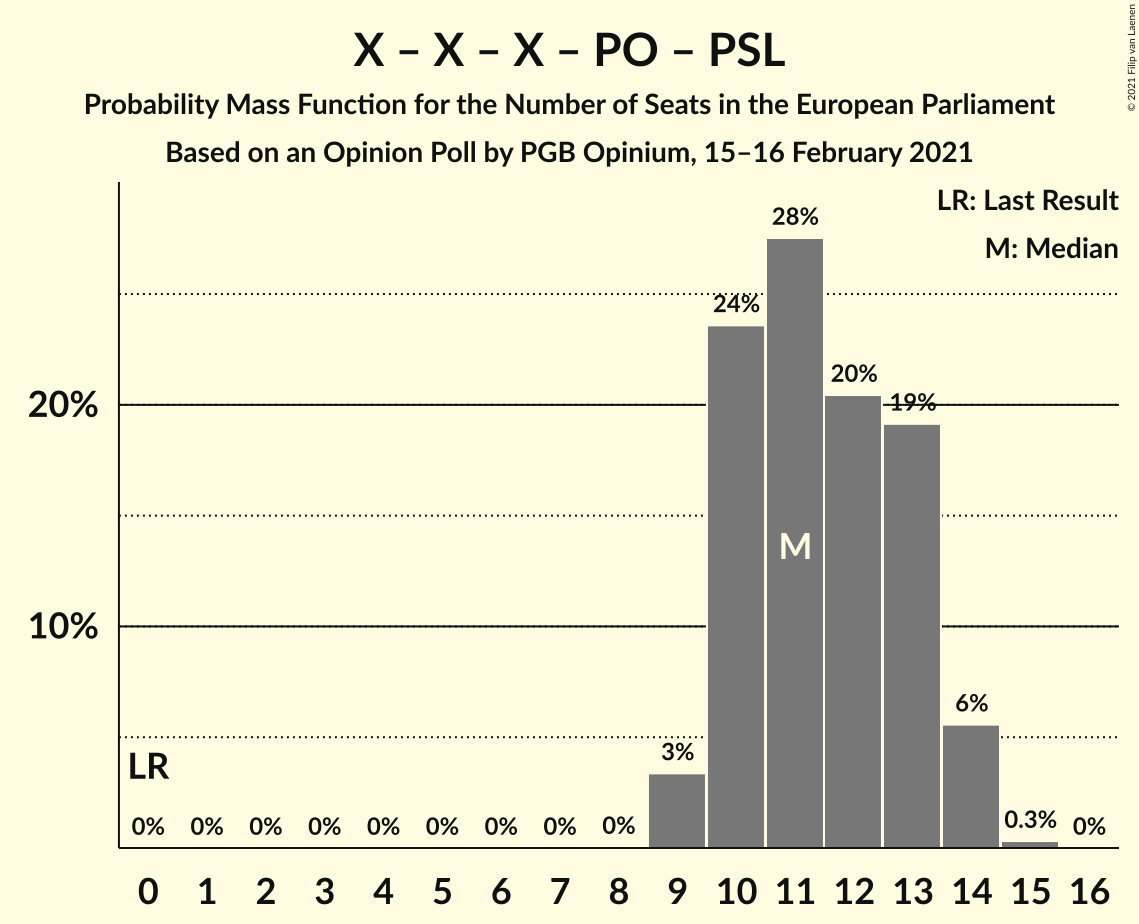 X – X – X – PO – PSL
Probability Mass Function for the Number of Seats in the European Parliament
Based on an Opinion Poll by PGB Opinium, 15–16 February 2021
© 2021 Filip van Laenen
LR: Last Result
M: Median
28%
24%
20%
19%
20%
M
10%
6%
3%
LR
0% 0% 0% 0% 0% 0% 0% 0% 0% 0.3% 0%
0 1 2 3 4 5 6 7 8 9 10 11 12 13 14 15 16